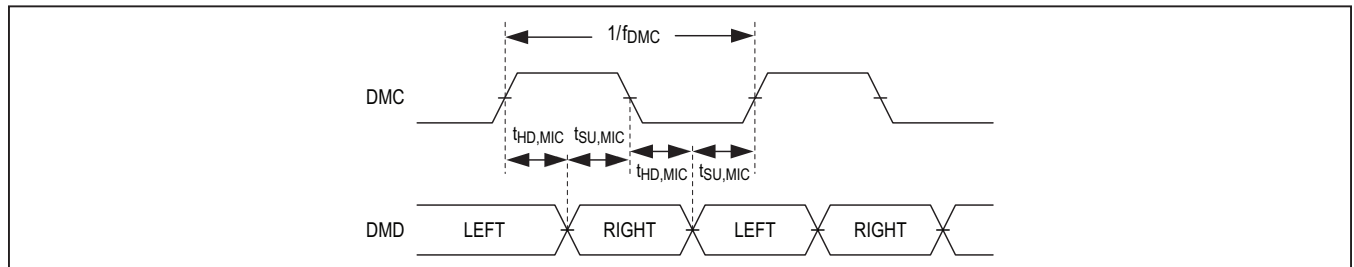 1/fDMC
DMC
tHD,MIC tSU,MIC
tHD,MIC tSU,MIC
DMD LEFT RIGHT LEFT RIGHT